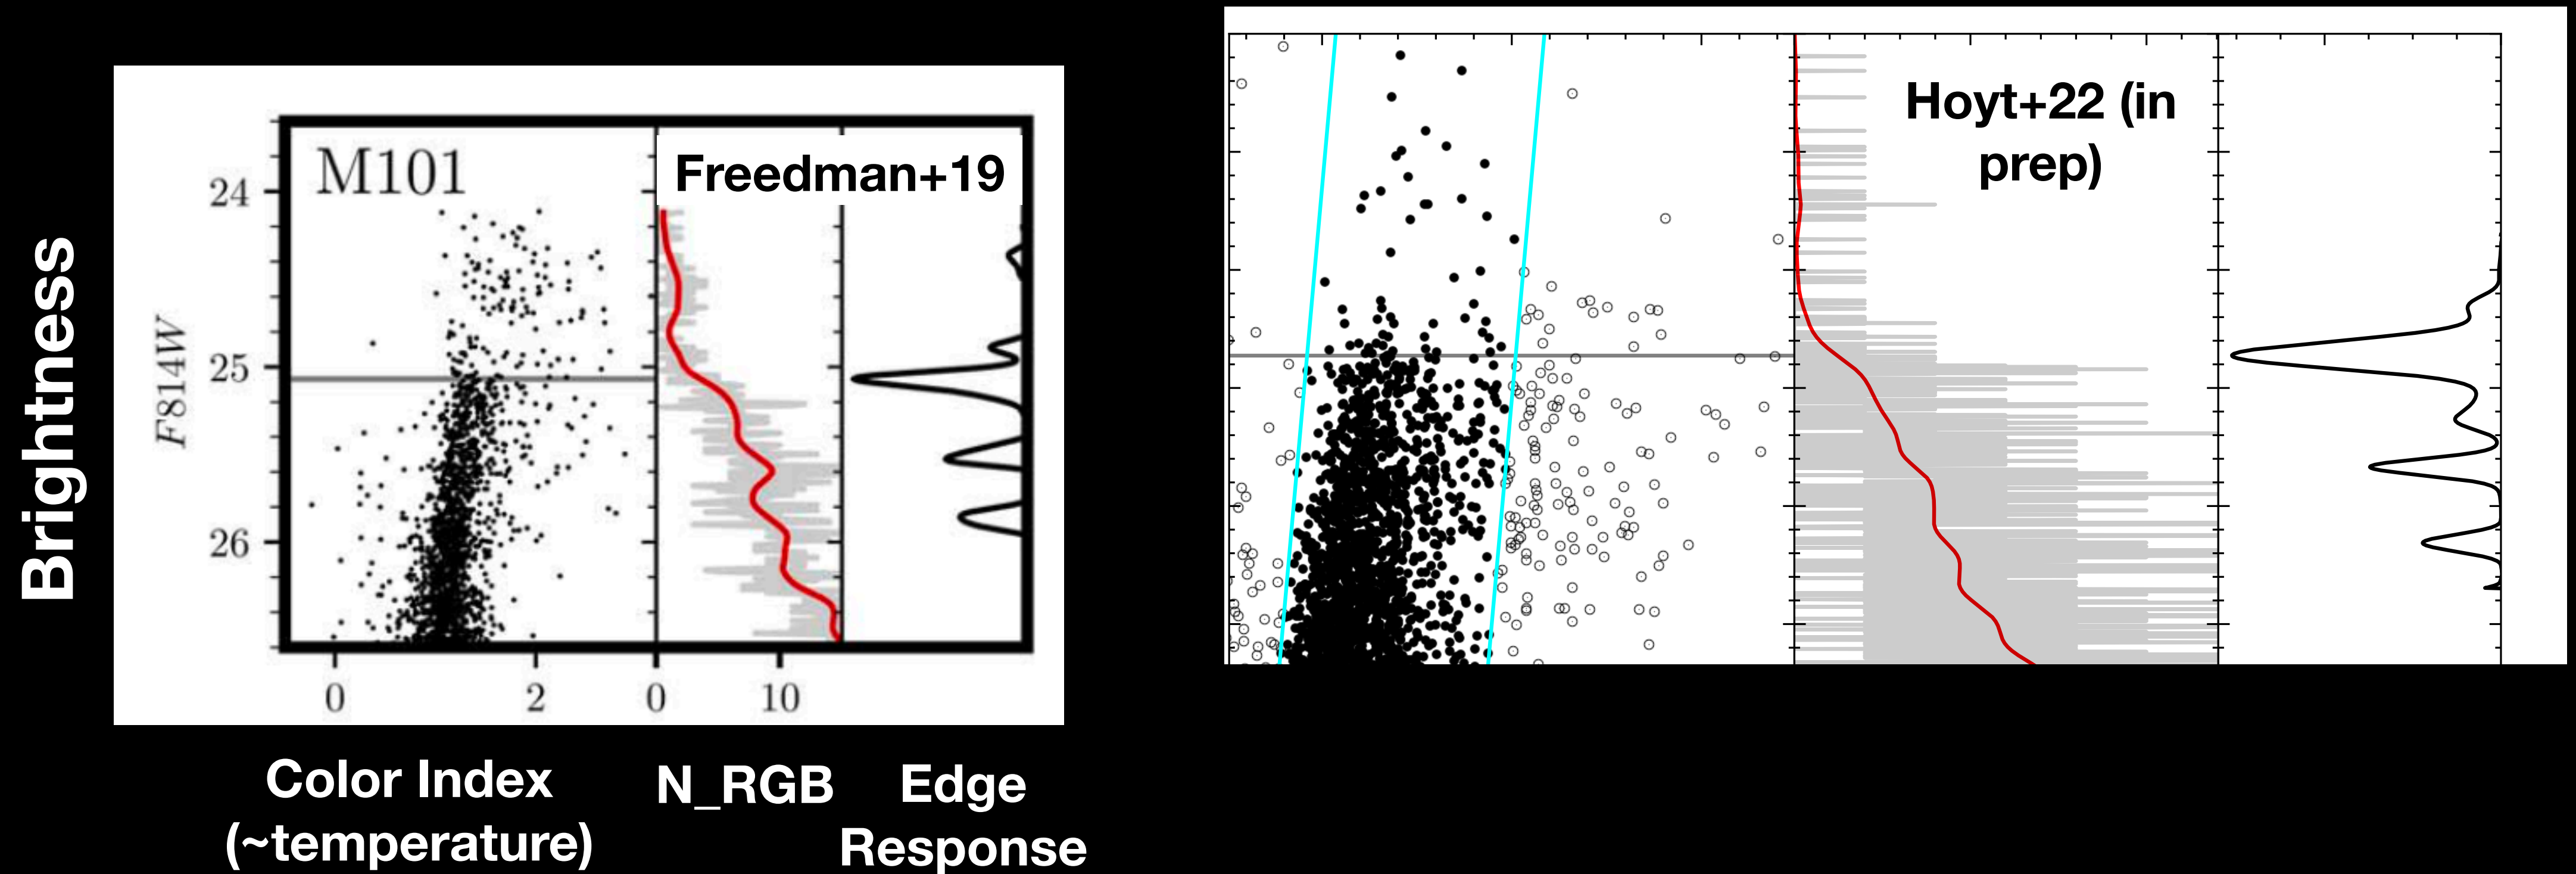 Brightness
F814W
24
25
26
M101
Freedman+19
0
2
0
10
Color Index
(~temperature)
N_RGB
Edge
Response
Hoyt+22 (in
prep)